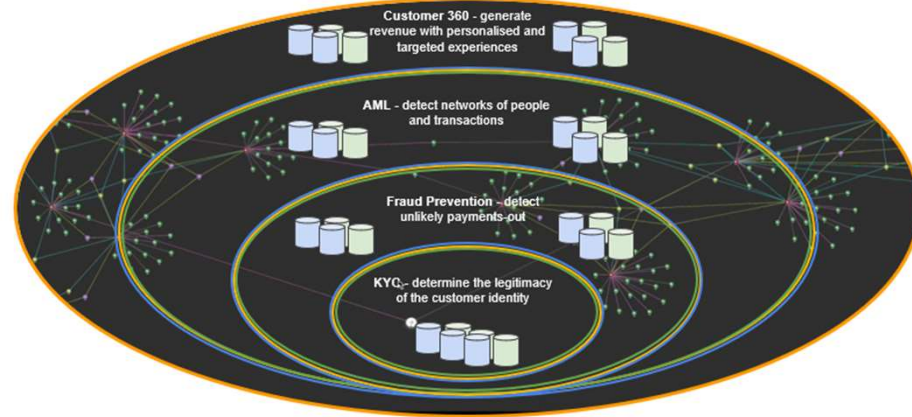 Customer 360 - generate
revenue with personalised and
targeted experiences
AML - detect networks of people
and transactions
Fraud Prevention - detect
unlikely payments-out
KYC - determine the legitimacy
of the customer identity